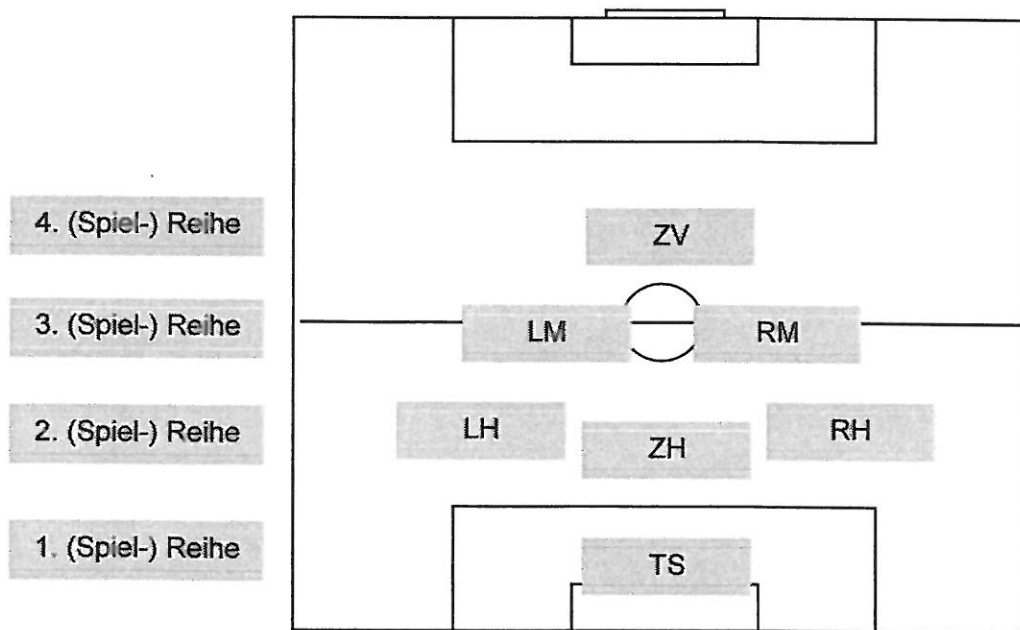 4. (Spiel-) Reihe
ZV
3. (Spiel-) Reihe
LM
RM
2. (Spiel-) Reihe
LH
ZH
RH
1. (Spiel-) Reihe
TS